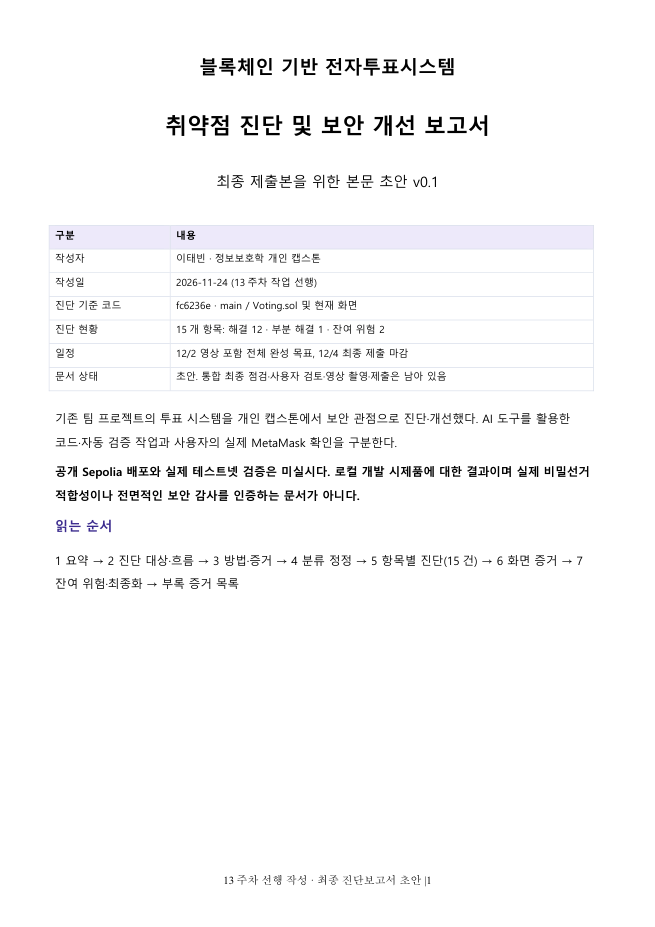 블록체인 기반 전자투표시스템
취약점 진단 및 보안 개선 보고서
최종 제출본을 위한 본문 초안 v0.1
구분 내용
작성자 이태빈 · 정보보호학 개인 캡스톤
작성일 2026-11-24 (13 주차 작업 선행)
진단 기준 코드 fc6236e · main / Voting.sol 및 현재 화면
진단 현황 15 개 항목: 해결 12 · 부분 해결 1 · 잔여 위험 2
일정 12/2 영상 포함 전체 완성 목표, 12/4 최종 제출 마감
문서 상태 초안. 통합 최종 점검·사용자 검토·영상 촬영·제출은 남아 있음
기존 팀 프로젝트의 투표 시스템을 개인 캡스톤에서 보안 관점으로 진단·개선했다. AI 도구를 활용한
코드·자동 검증 작업과 사용자의 실제 MetaMask 확인을 구분한다.
공개 Sepolia 배포와 실제 테스트넷 검증은 미실시다. 로컬 개발 시제품에 대한 결과이며 실제 비밀선거
적합성이나 전면적인 보안 감사를 인증하는 문서가 아니다.
읽는 순서
1 요약 → 2 진단 대상·흐름 → 3 방법·증거 → 4 분류 정정 → 5 항목별 진단(15 건) → 6 화면 증거 → 7
잔여 위험·최종화 → 부록 증거 목록
13 주차 선행 작성 · 최종 진단보고서 초안 |1